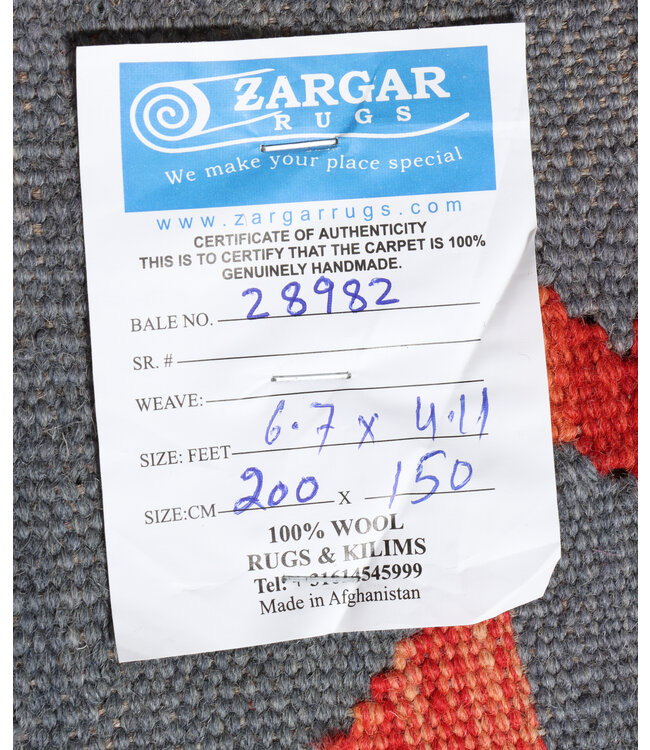 ZARGAR
RUGS
We make your place special
www.zargarrugs.com
CERTIFICATE OF AUTHENTICITY
THIS IS TO CERTIFY THAT THE CARPET IS 100%
GENUINELY HANDMADE.
BALE NO. 28982
SR. #
WEAVE:
SIZE: FEET 6.7 x 4.11
SIZE:CM 200 X 150
100% WOOL
RUGS & KILIMS
Tel: +31614545999
Made in Afghanistan